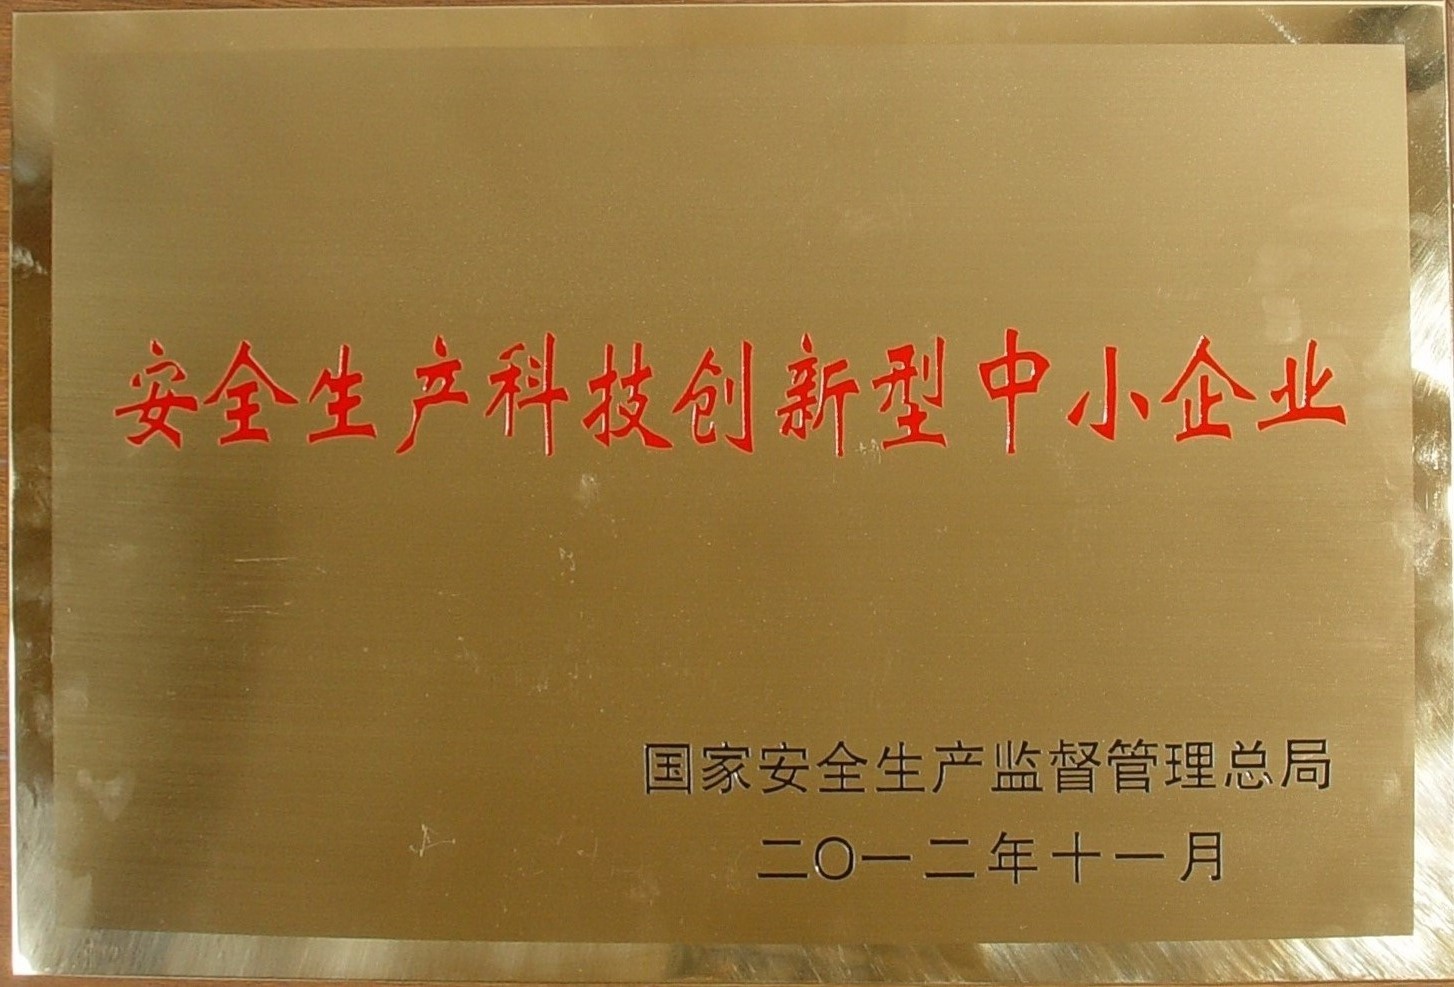 安全生产科技创新型中小企业
国家安全生产监督管理总局
二〇一二年十一月